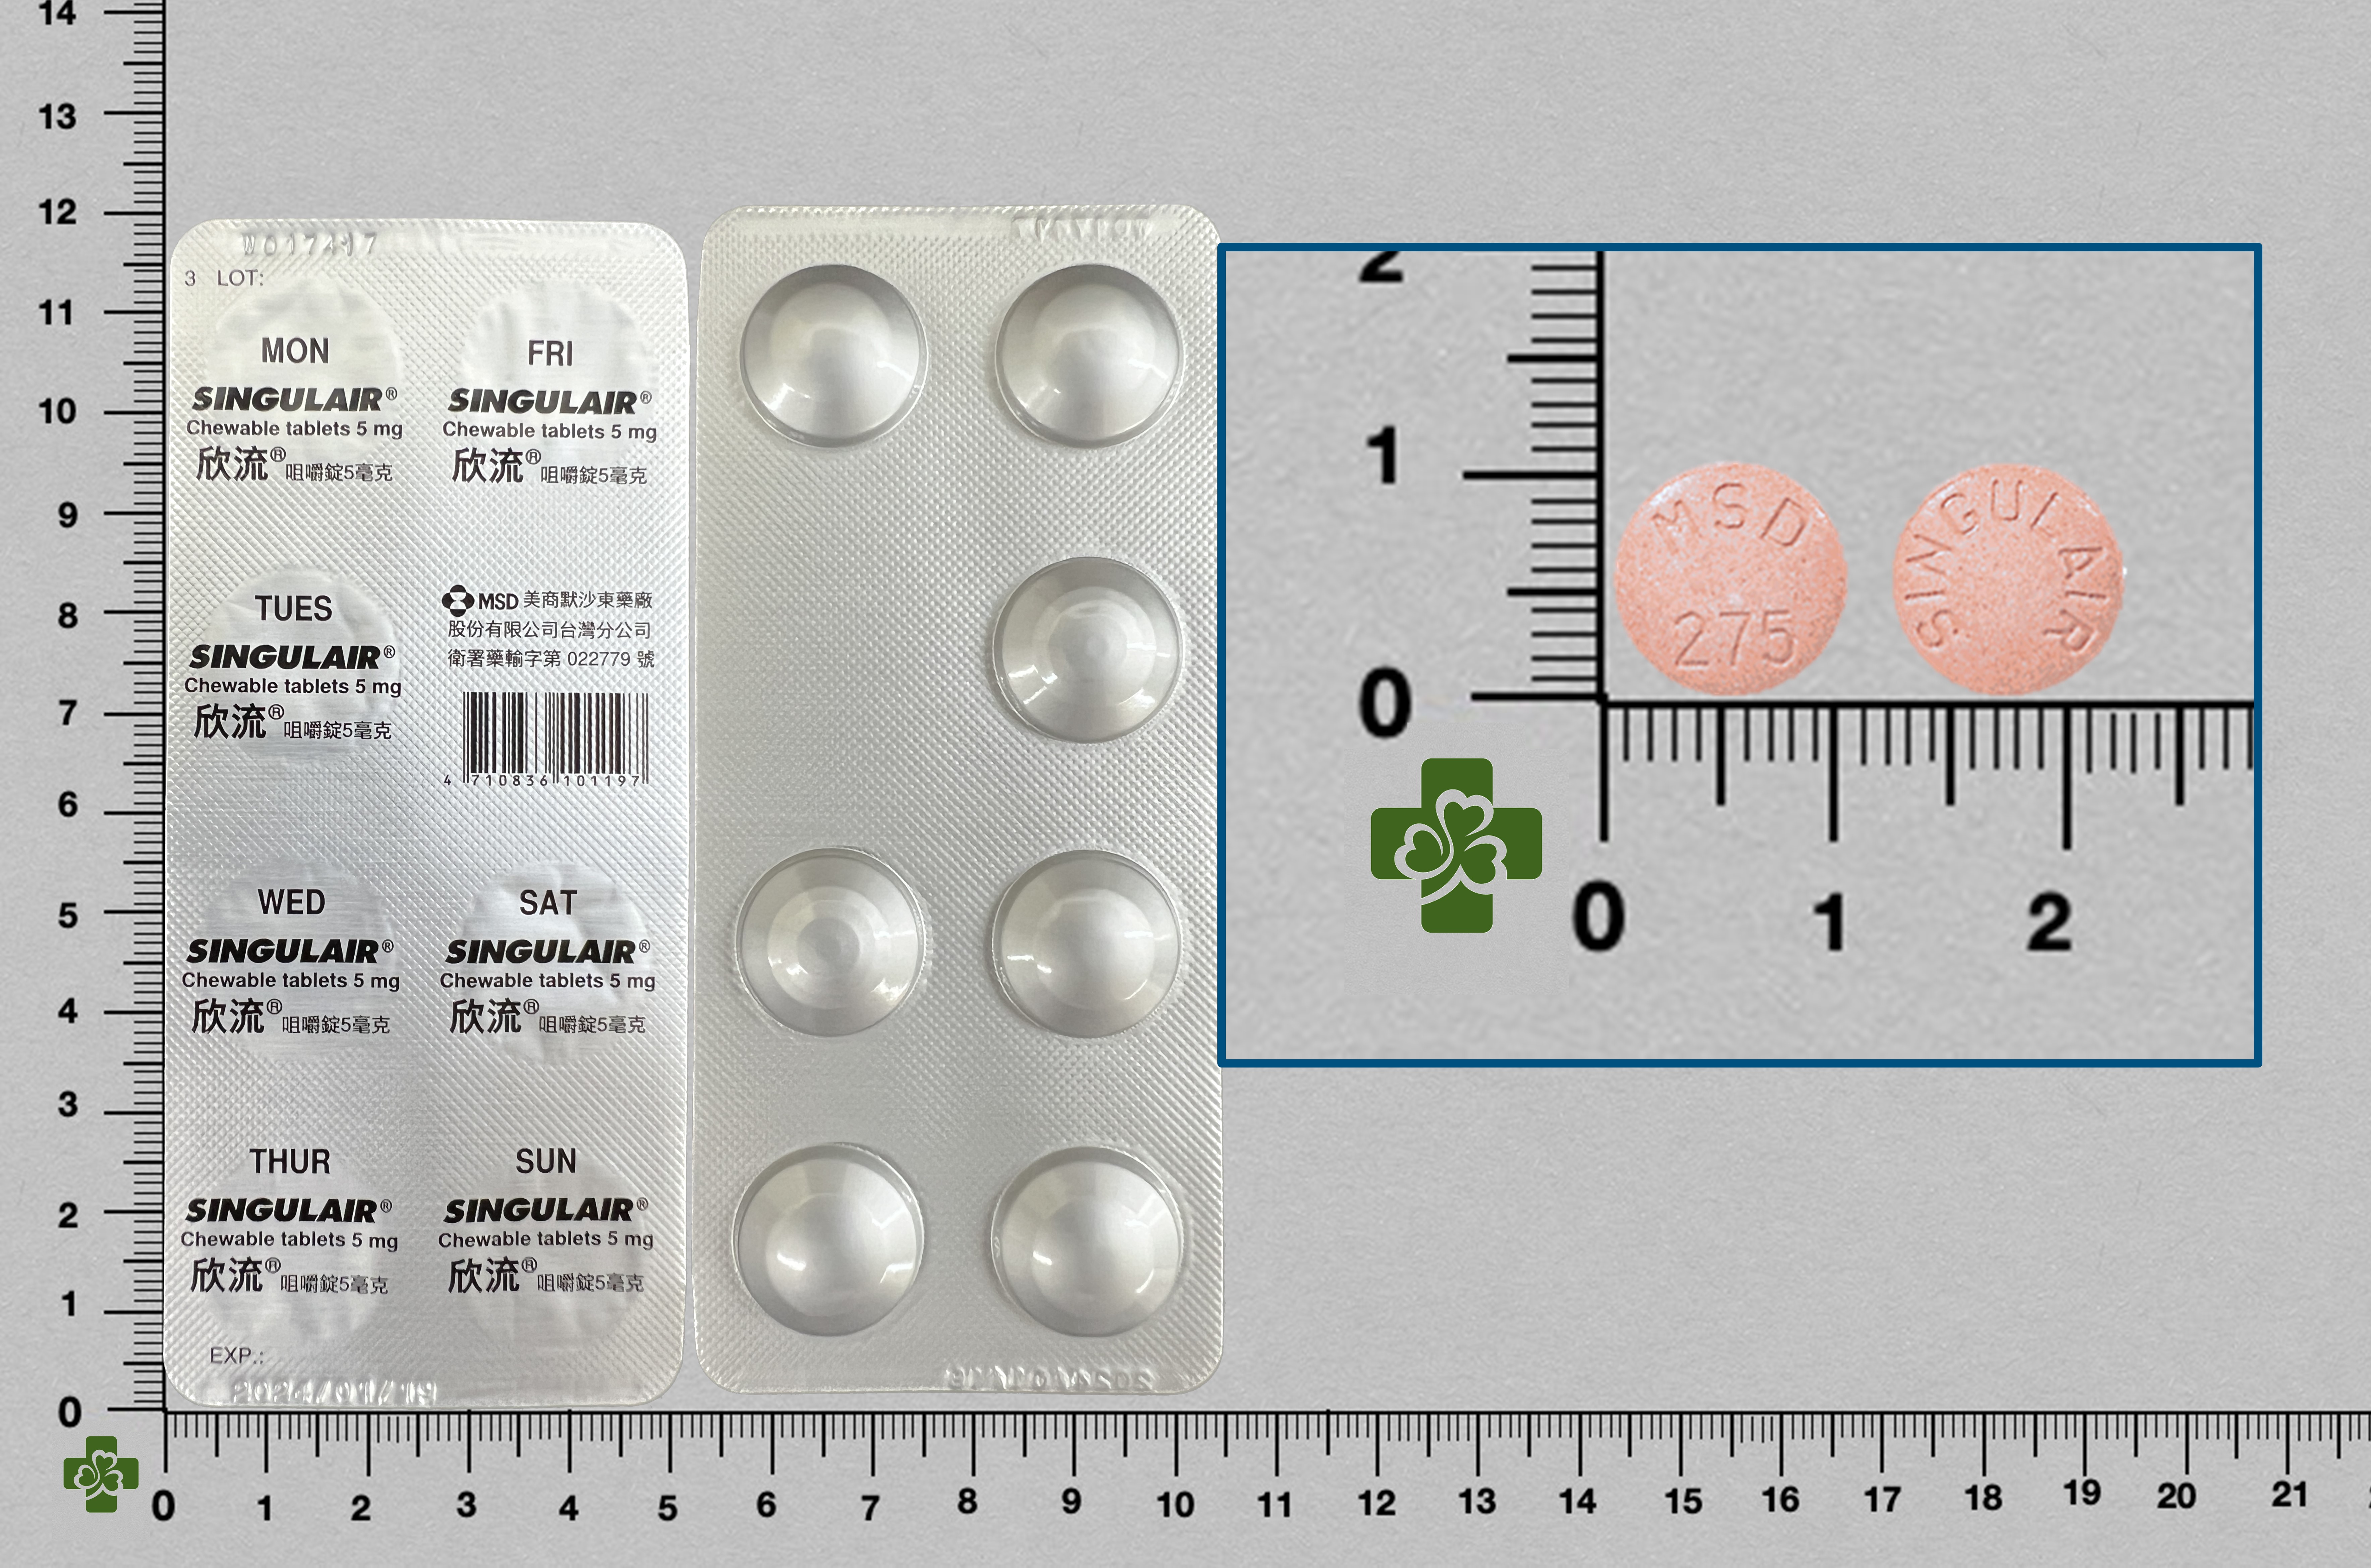 14
13
12
11
10
9
8
7
6
5
4
3
2
1
0
W017417
3 LOT:
MON
SINGULAIR®
Chewable tablets 5 mg
欣流® 咀嚼錠5毫克
FRI
SINGULAIR®
Chewable tablets 5 mg
欣流® 咀嚼錠5毫克
TUES
SINGULAIR®
Chewable tablets 5 mg
欣流® 咀嚼錠5毫克
MSD 美商默沙東藥廠
股份有限公司台灣分公司
衛署藥輸字第 022779 號
4 710836 101197
WED
SINGULAIR®
Chewable tablets 5 mg
欣流® 咀嚼錠5毫克
SAT
SINGULAIR®
Chewable tablets 5 mg
欣流® 咀嚼錠5毫克
THUR
SINGULAIR®
Chewable tablets 5 mg
欣流® 咀嚼錠5毫克
SUN
SINGULAIR®
Chewable tablets 5 mg
欣流® 咀嚼錠5毫克
EXP.:
2024/01/19
2
1
0
MSD
275
SINGULAIR
0 1 2
0 1 2 3 4 5 6 7 8 9 10 11 12 13 14 15 16 17 18 19 20 21